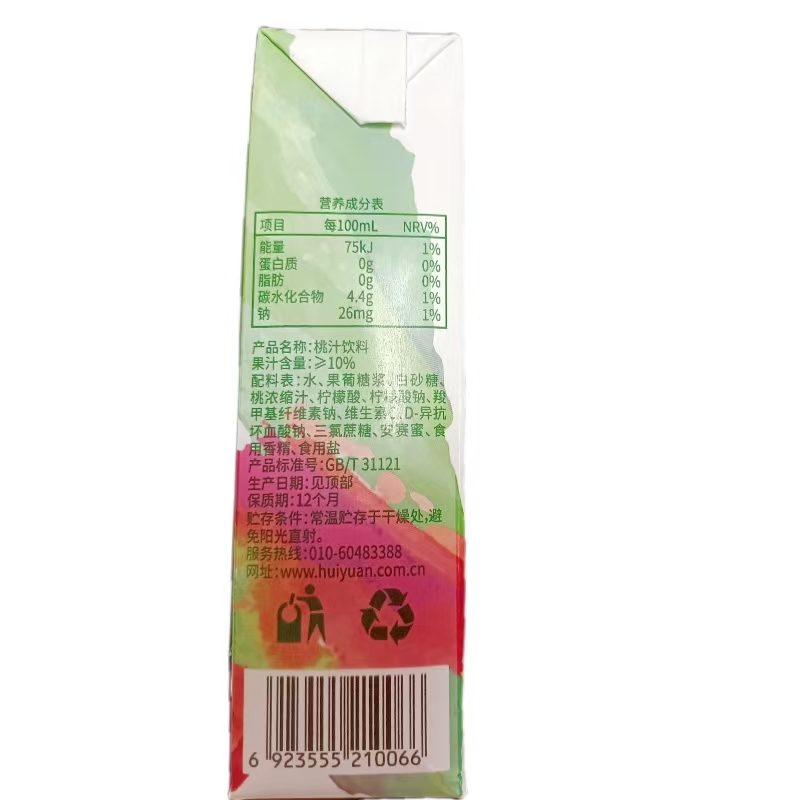 营养成分表
项目 每100mL NRV%
能量 75kJ 1%
蛋白质 0g 0%
脂肪 0g 0%
碳水化合物 4.4g 1%
钠 26mg 1%
产品名称:桃汁饮料
果汁含量:≥10%
配料表:水、果葡糖浆、白砂糖、
桃浓缩汁、柠檬酸、柠檬酸钠、羧
甲基纤维素钠、维生素C、D-异抗
坏血酸钠、三氯蔗糖、安赛蜜、食
用香精、食用盐
产品标准号:GB/T 31121
生产日期:见顶部
保质期:12个月
贮存条件:常温贮存于干燥处,避
免阳光直射。
服务热线:010-60483388
网址:www.huiyuan.com.cn
6 923555 210066